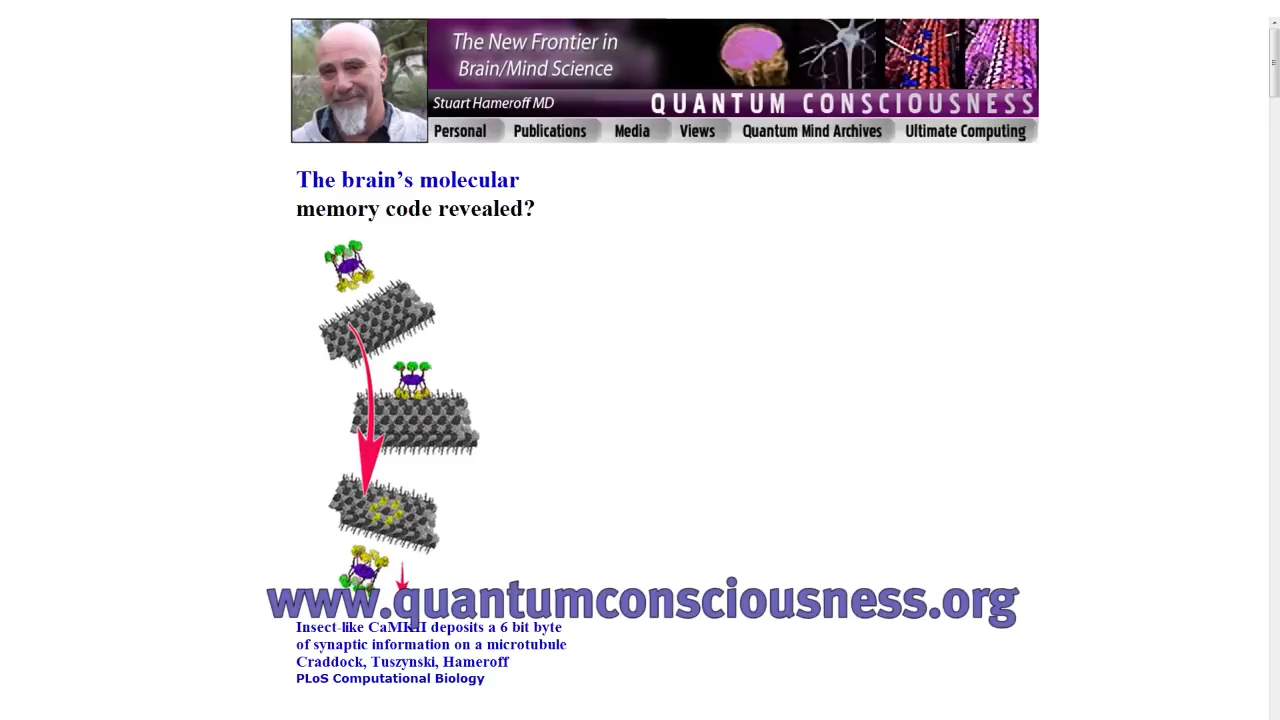 The New Frontier in
Brain/Mind Science
Stuart Hameroff MD
QUANTUM CONSCIOUSNESS
Personal Publications Media Views Quantum Mind Archives Ultimate Computing
The brain's molecular
memory code revealed?
www.quantumconsciousness.org
Insect-like CaMKII deposits a 6 bit byte
of synaptic information on a microtubule
Craddock, Tuszynski, Hameroff
PLoS Computational Biology